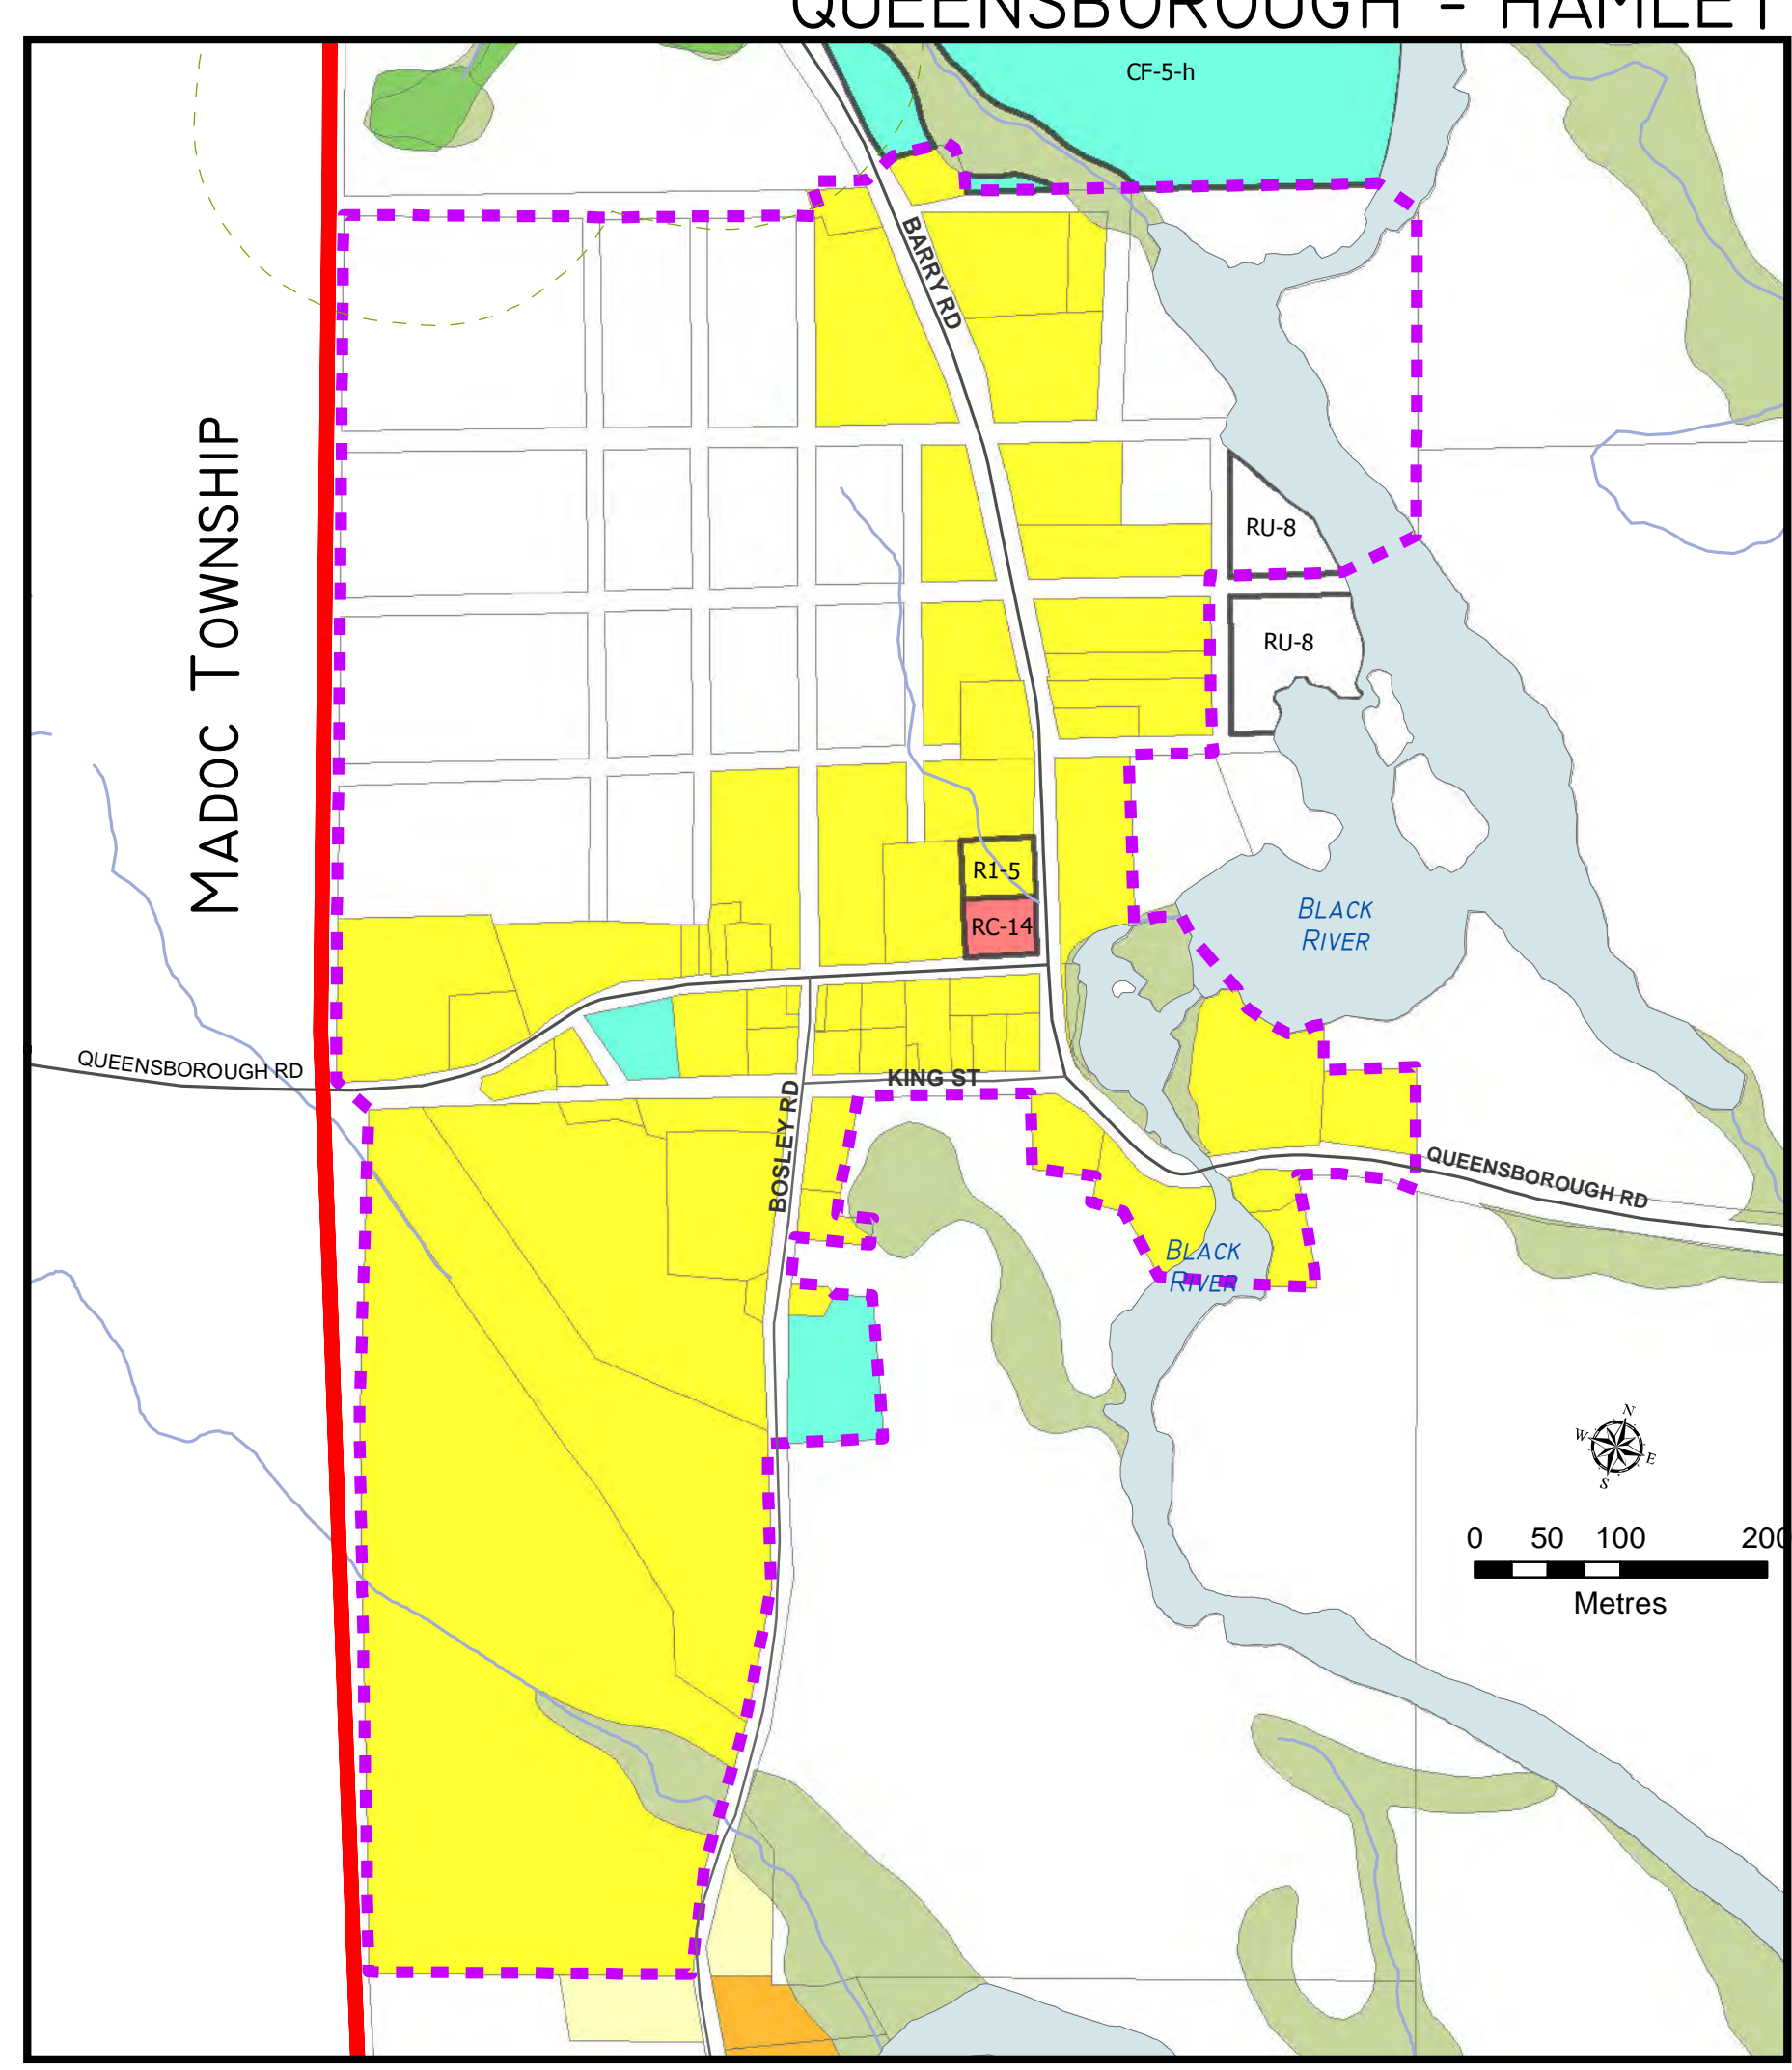 QUEENSBOROUGH - HAMLET
CF-5-h
BARRY RD
MADOC TOWNSHIP
RU-8
RU-8
R1-5
RC-14
BLACK
RIVER
QUEENSBOROUGH RD
KING ST
BOSLEY RD
QUEENSBOROUGH RD
BLACK
RIVER
N
W
E
S
0 50 100 200
Metres